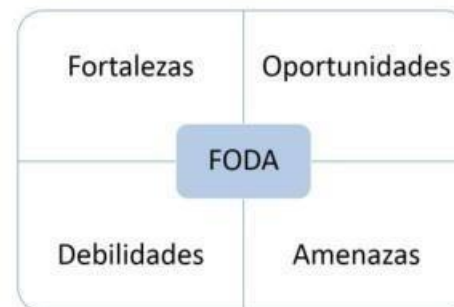 Fortalezas
Oportunidades
FODA
Debilidades
Amenazas